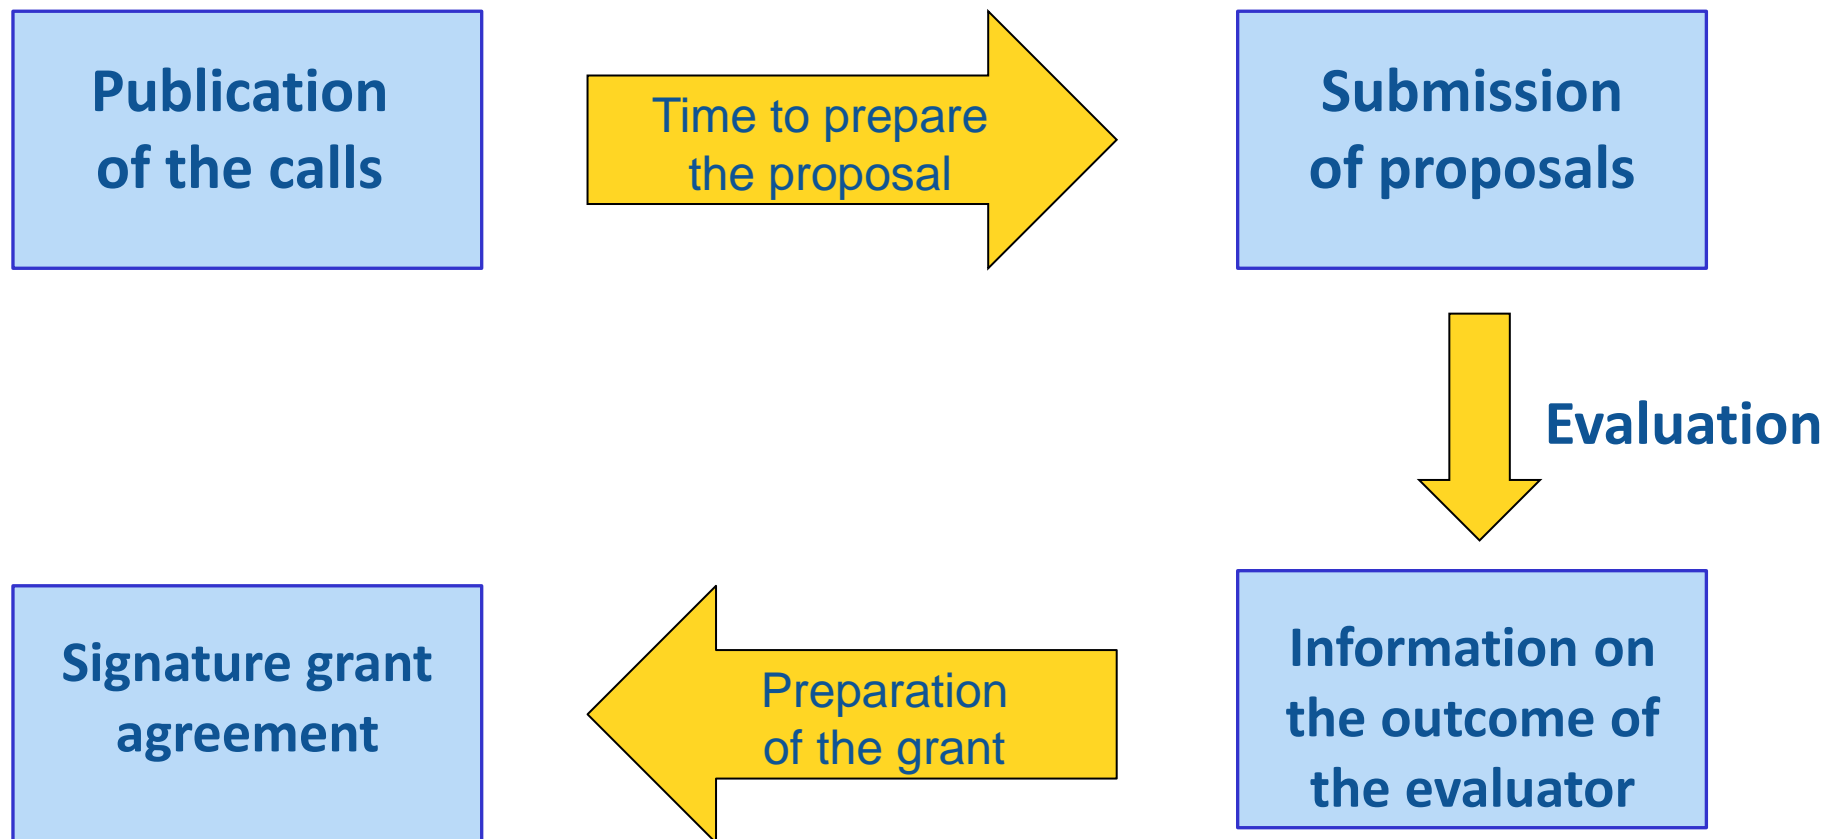 Publication
of the calls
Time to prepare
the proposal
Submission
of proposals
Evaluation
Information on
the outcome of
the evaluator
Preparation
of the grant
Signature grant
agreement